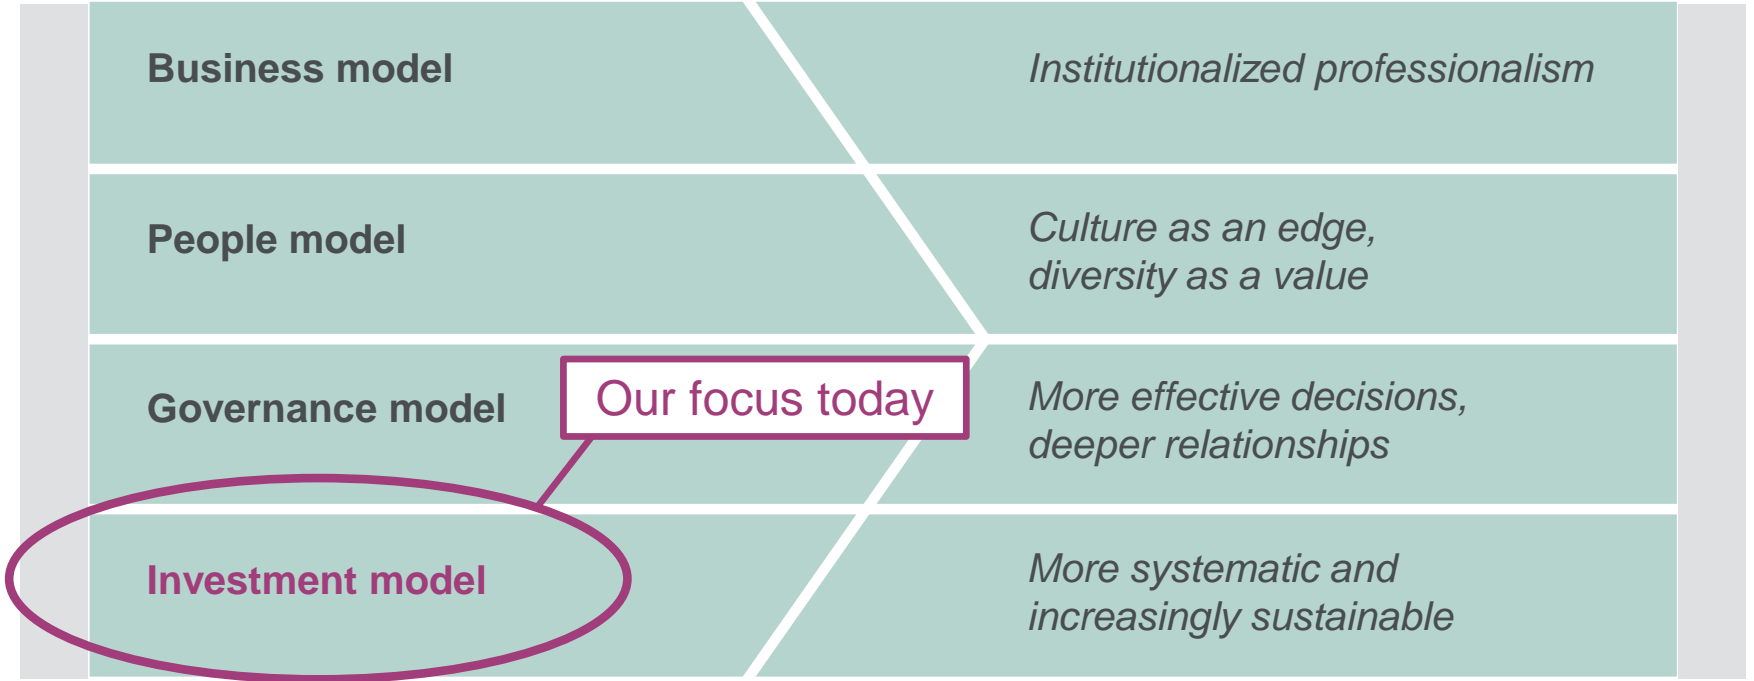 Business model
Institutionalized professionalism
People model
Culture as an edge,
diversity as a value
Governance model
Our focus today
More effective decisions,
deeper relationships
Investment model
More systematic and
increasingly sustainable